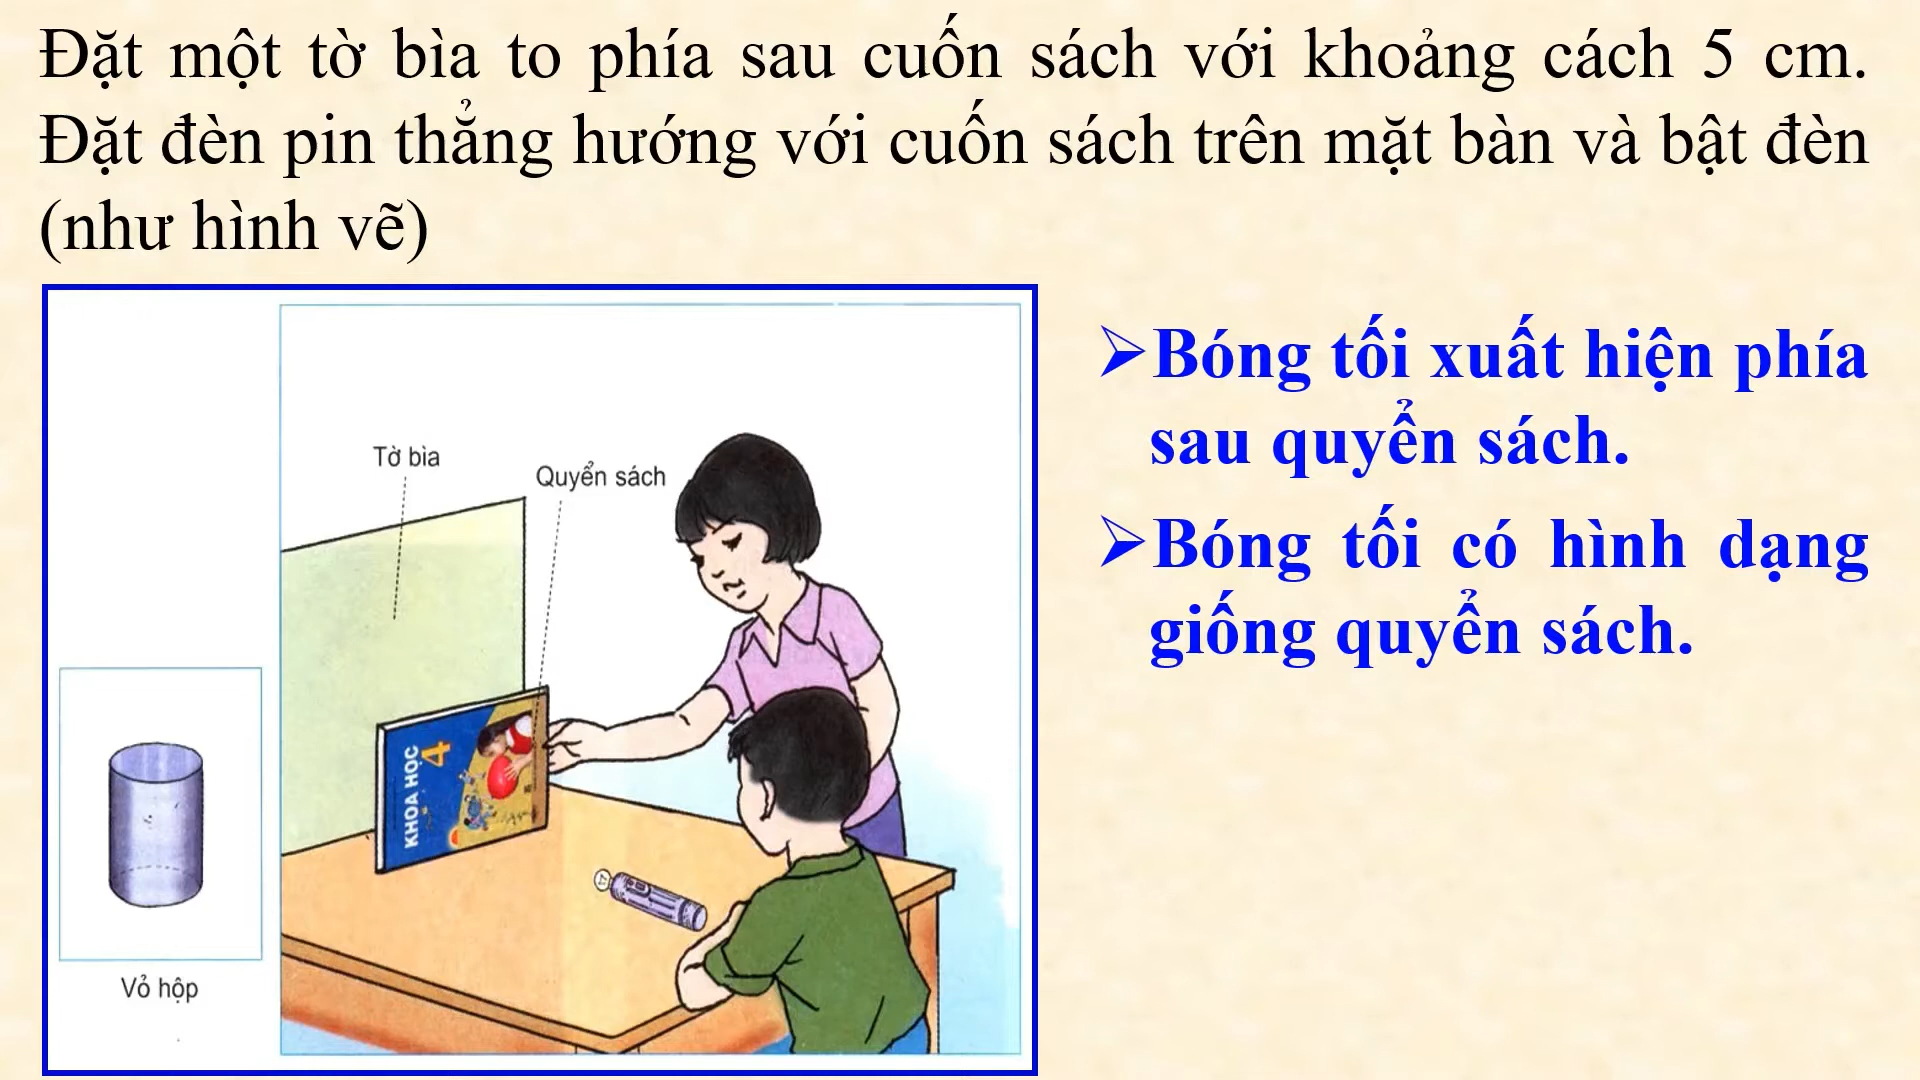 Đặt một tờ bìa to phía sau cuốn sách với khoảng cách 5 cm.
Đặt đèn pin thẳng hướng với cuốn sách trên mặt bàn và bật đèn
(như hình vẽ)
Bóng tối xuất hiện phía
sau quyển sách.
Bóng tối có hình dạng
giống quyển sách.
Tờ bìa
Quyển sách
KHOA HỌC
4
Vỏ hộp